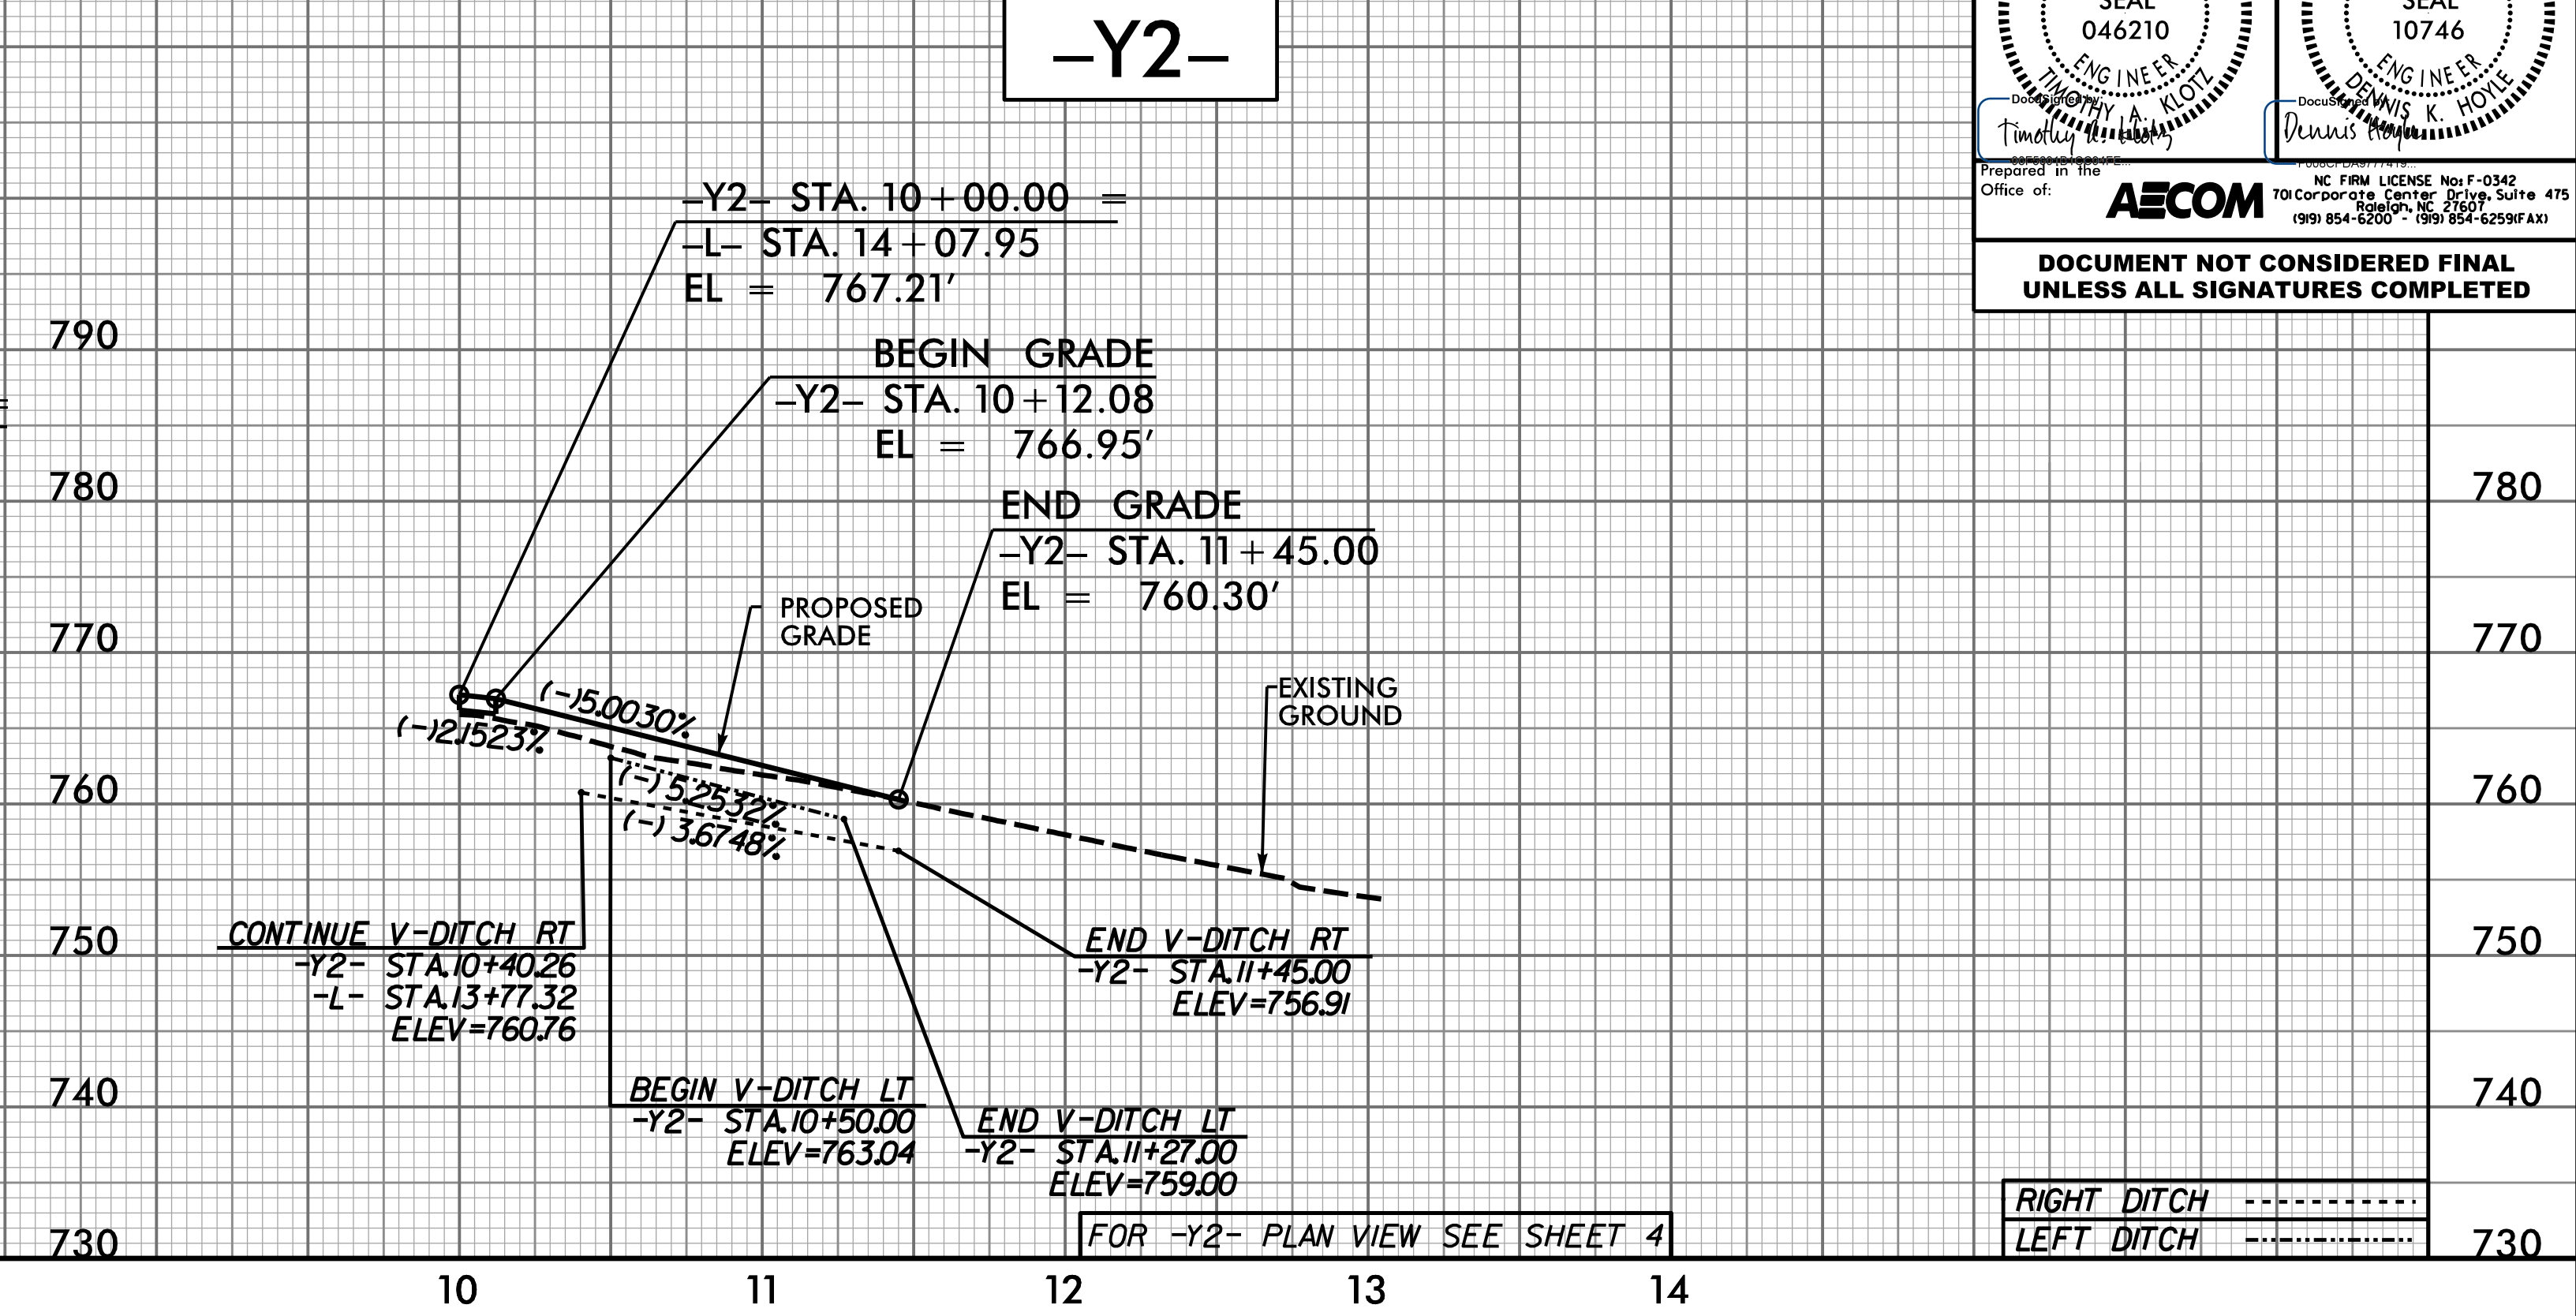 –Y2–
SEAL
046210
ENGINEER
TIMOTHY A. KLOTZ
DocuSigned by:
Timothy A. Klotz
SEAL
10746
ENGINEER
DENNIS K. HOYLE
DocuSigned by:
Dennis Hoyle
Prepared in the
Office of:
AECOM
NC FIRM LICENSE No: F-0342
701 Corporate Center Drive, Suite 475
Raleigh, NC 27607
(919) 854-6200 - (919) 854-6259(FAX)
DOCUMENT NOT CONSIDERED FINAL
UNLESS ALL SIGNATURES COMPLETED
–Y2– STA. 10+00.00 =
–L– STA. 14+07.95
EL = 767.21'
BEGIN GRADE
–Y2– STA. 10+12.08
EL = 766.95'
END GRADE
–Y2– STA. 11+45.00
EL = 760.30'
PROPOSED
GRADE
EXISTING
GROUND
(-)5.0030%
(-)2.1523%
(-) 5.2532%
(-) 3.6748%
CONTINUE V-DITCH RT
-Y2- STA.10+40.26
-L- STA.13+77.32
ELEV=760.76
END V-DITCH RT
-Y2- STA.11+45.00
ELEV=756.91
BEGIN V-DITCH LT
-Y2- STA.10+50.00
ELEV=763.04
END V-DITCH LT
-Y2- STA.11+27.00
ELEV=759.00
FOR -Y2- PLAN VIEW SEE SHEET 4
RIGHT DITCH
LEFT DITCH
790
780
770
760
750
740
730
780
770
760
750
740
730
10 11 12 13 14